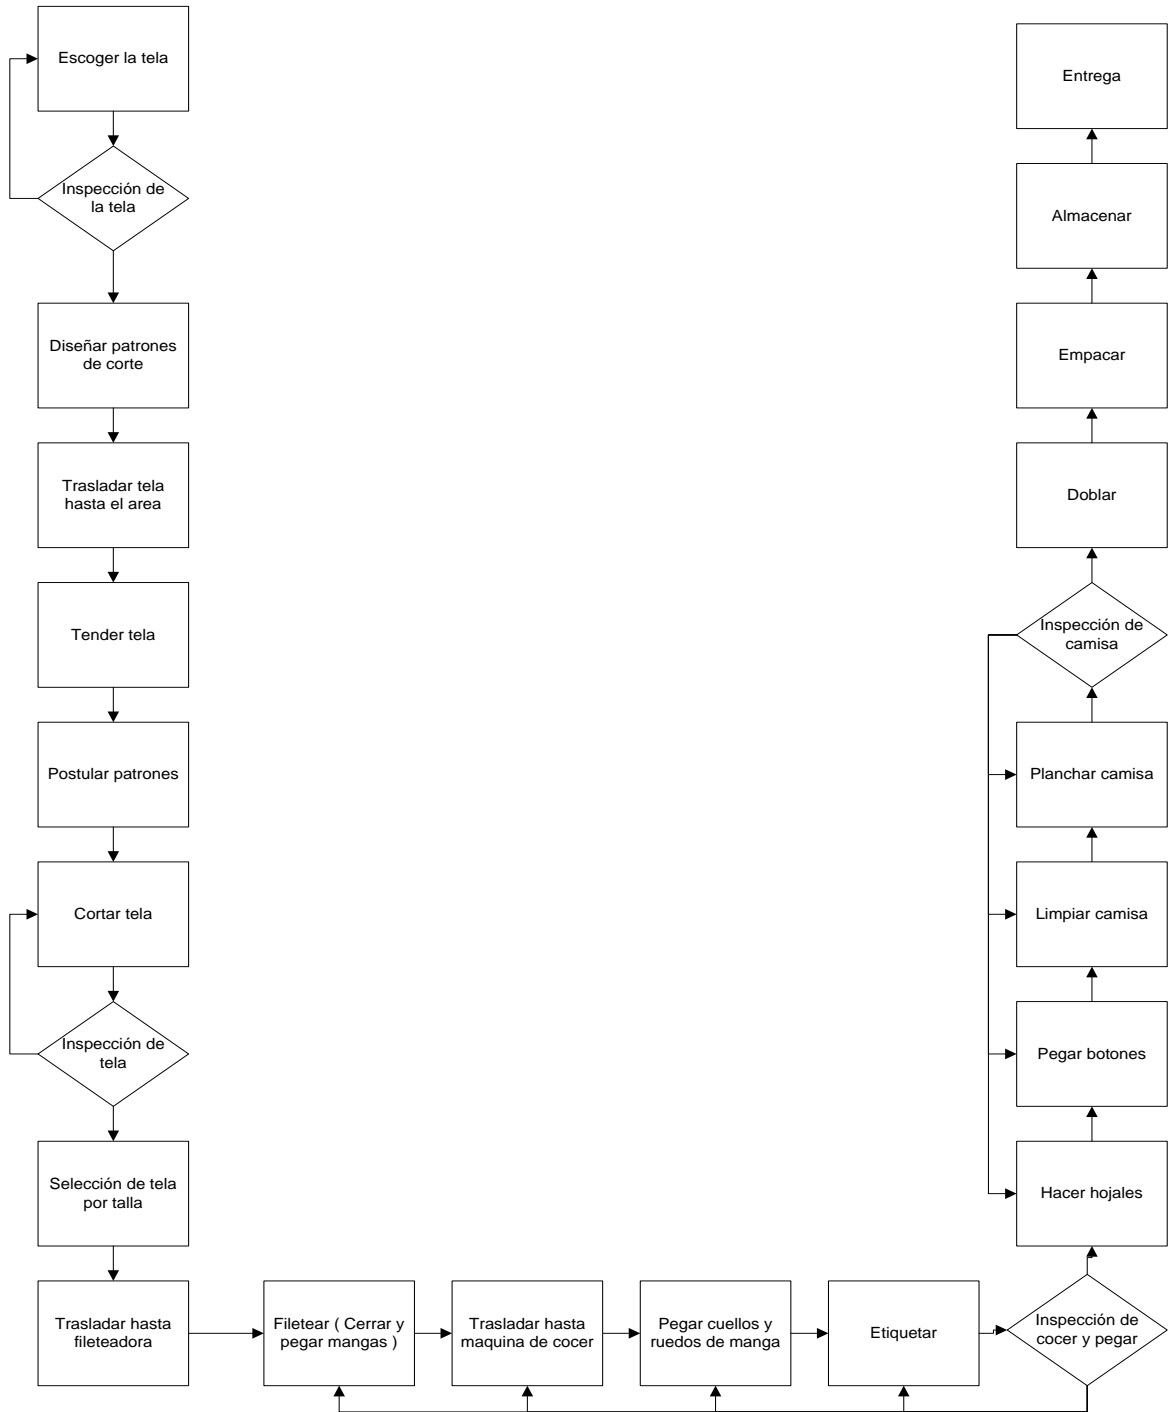 Escoger la tela
Inspección de
la tela
Diseñar patrones
de corte
Trasladar tela
hasta el area
Tender tela
Postular patrones
Cortar tela
Inspección de
tela
Selección de tela
por talla
Trasladar hasta
fileteadora
Filetear ( Cerrar y
pegar mangas )
Trasladar hasta
maquina de cocer
Pegar cuellos y
ruedos de manga
Etiquetar
Inspección de
cocer y pegar
Hacer hojales
Pegar botones
Limpiar camisa
Planchar camisa
Inspección de
camisa
Doblar
Empacar
Almacenar
Entrega